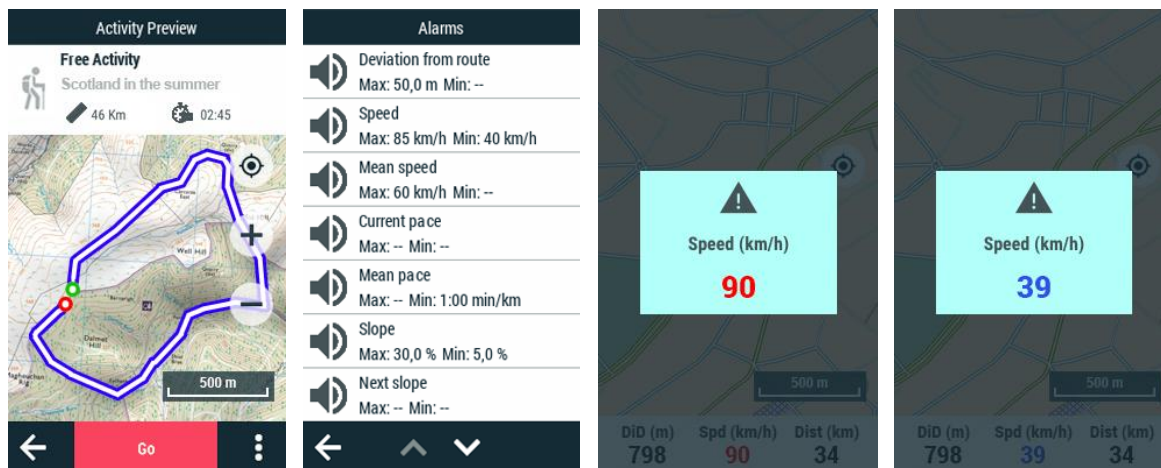 Activity Preview
Free Activity
Scotland in the summer
46 Km 02:45
Well Hill
Dalmat
Hill
500 m
Go
Alarms
Deviation from route
Max: 50,0 m Min: --
Speed
Max: 85 km/h Min: 40 km/h
Mean speed
Max: 60 km/h Min: --
Current pace
Max: -- Min: --
Mean pace
Max: -- Min: 1:00 min/km
Slope
Max: 30,0 % Min: 5,0 %
Next slope
Max: -- Min: --
Speed (km/h)
90
500 m
DiD (m) Spd (km/h) Dist (km)
798 90 34
Speed (km/h)
39
500 m
DiD (m) Spd (km/h) Dist (km)
798 39 34